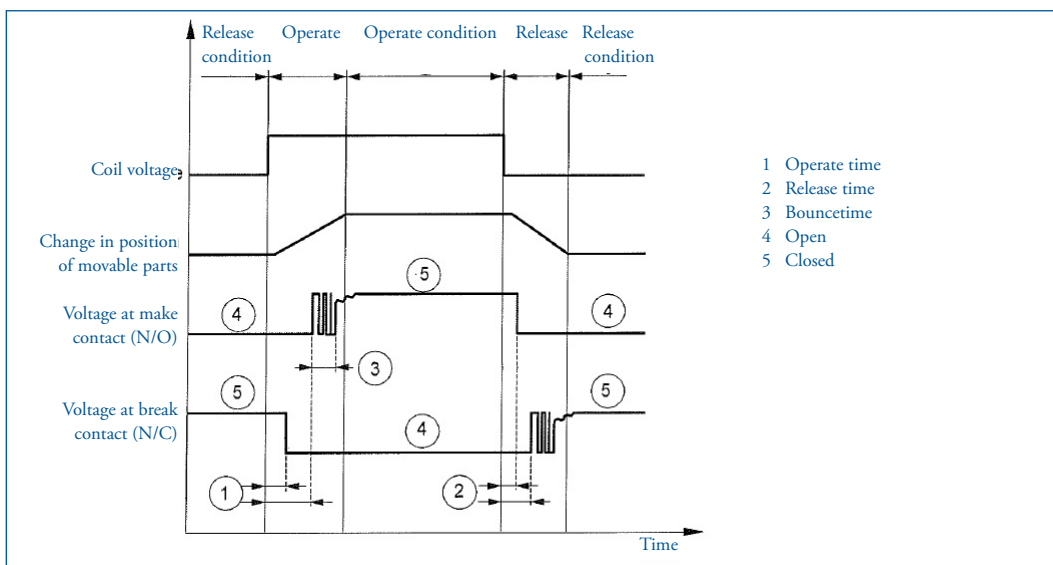 Release condition
Operate
Operate condition
Release
Release condition
Coil voltage
Change in position
of movable parts
Voltage at make
contact (N/O)
Voltage at break
contact (N/C)
4
5
4
3
5
4
5
1
2
Time
1 Operate time
2 Release time
3 Bouncetime
4 Open
5 Closed